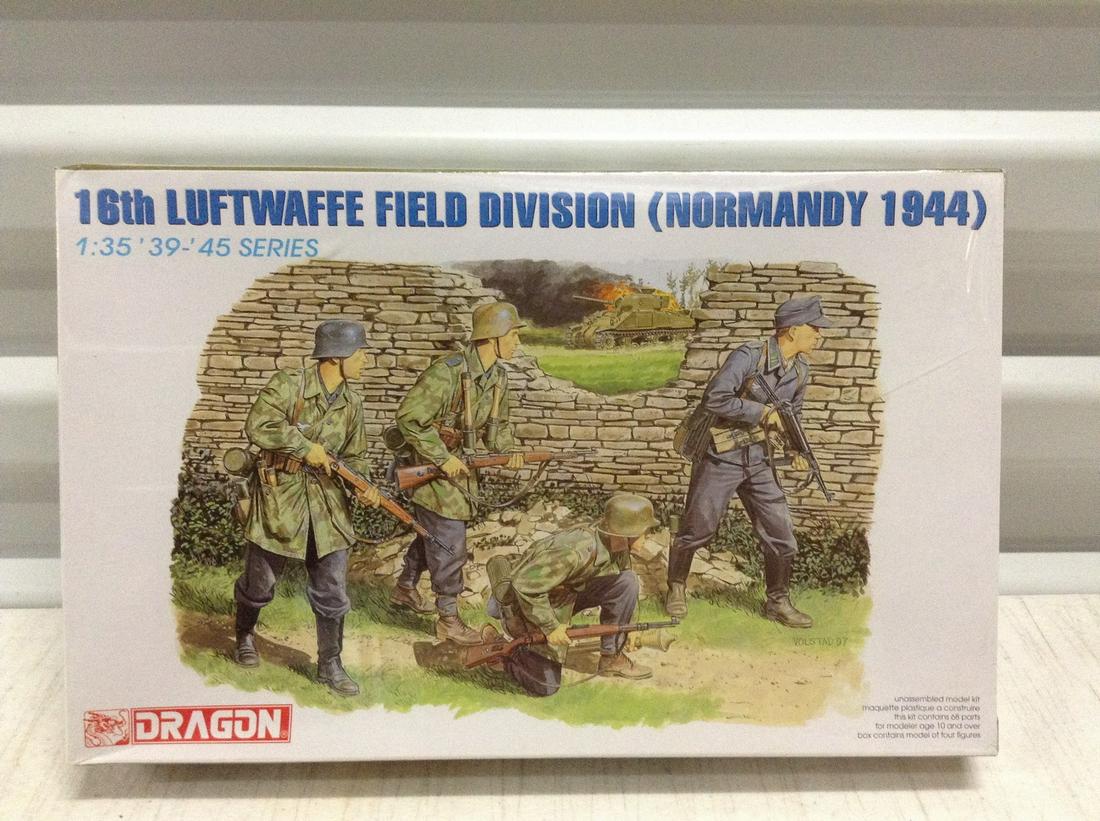 16th LUFTWAFFE FIELD DIVISION (NORMANDY 1944)
1:35 '39-'45 SERIES
VOLSTAD 97
DRAGON
unassembled model kit
maquette plastique a construire
this kit contains 68 parts
for modeler age 10 and over
box contains model of four figures